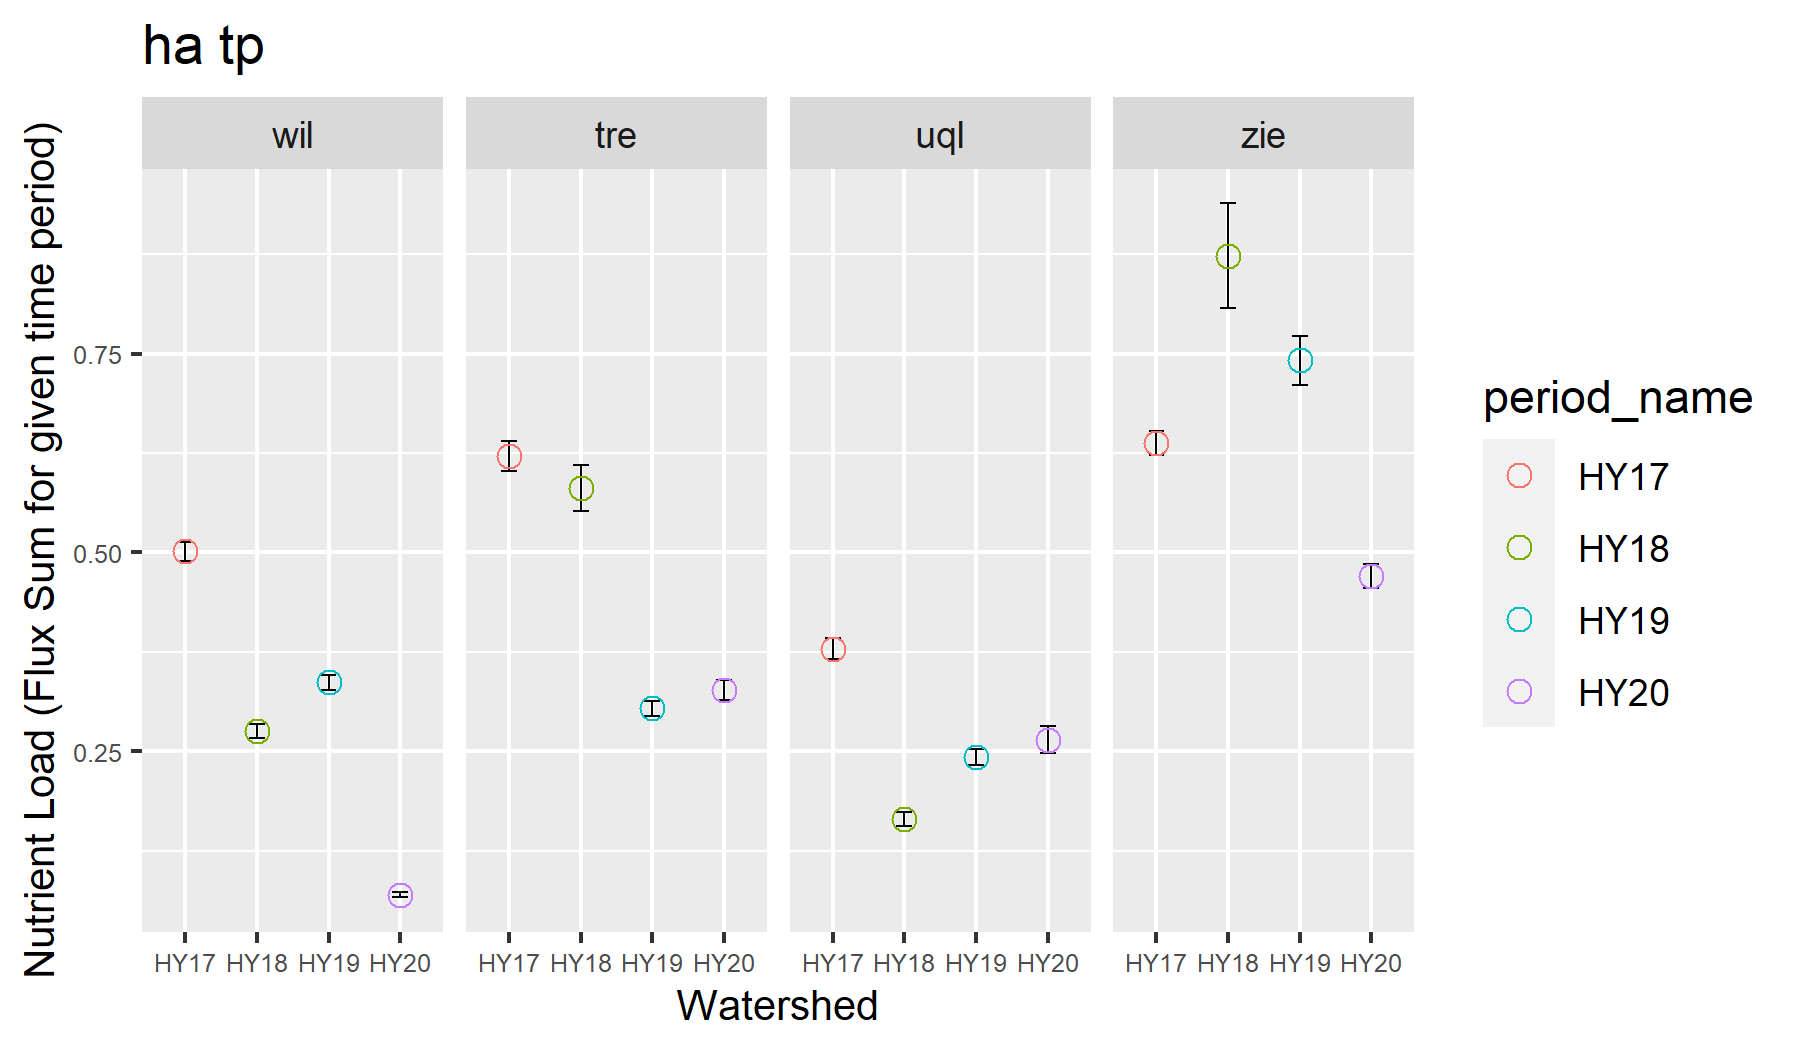 ha tp
wil
tre
uql
zie
Nutrient Load (Flux Sum for given time period)
0.75
0.50
0.25
HY17 HY18 HY19 HY20
HY17 HY18 HY19 HY20
HY17 HY18 HY19 HY20
HY17 HY18 HY19 HY20
Watershed
period_name
HY17
HY18
HY19
HY20